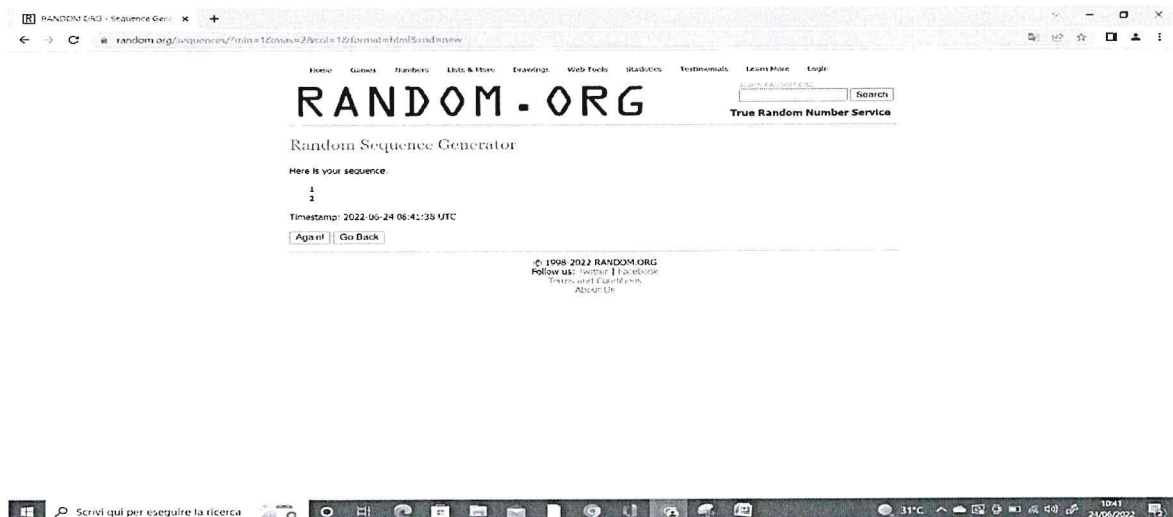 RANDOM.ORG - Sequence Gen
random.org/sequences/?min=1&max=2&col=1&format=html&rnd=new
Home Games Numbers Lists & More Drawings Web Tools Statistics Testimonials Learn More Login
RANDOM.ORG
Search
True Random Number Service
Random Sequence Generator
Here is your sequence:
1
2
Timestamp: 2022-06-24 08:41:38 UTC
Again! Go Back
© 1998-2022 RANDOM.ORG
Follow us: Twitter | Facebook
Terms and Conditions
About Us
Scrivi qui per eseguire la ricerca
31°C
10:41
24/06/2022